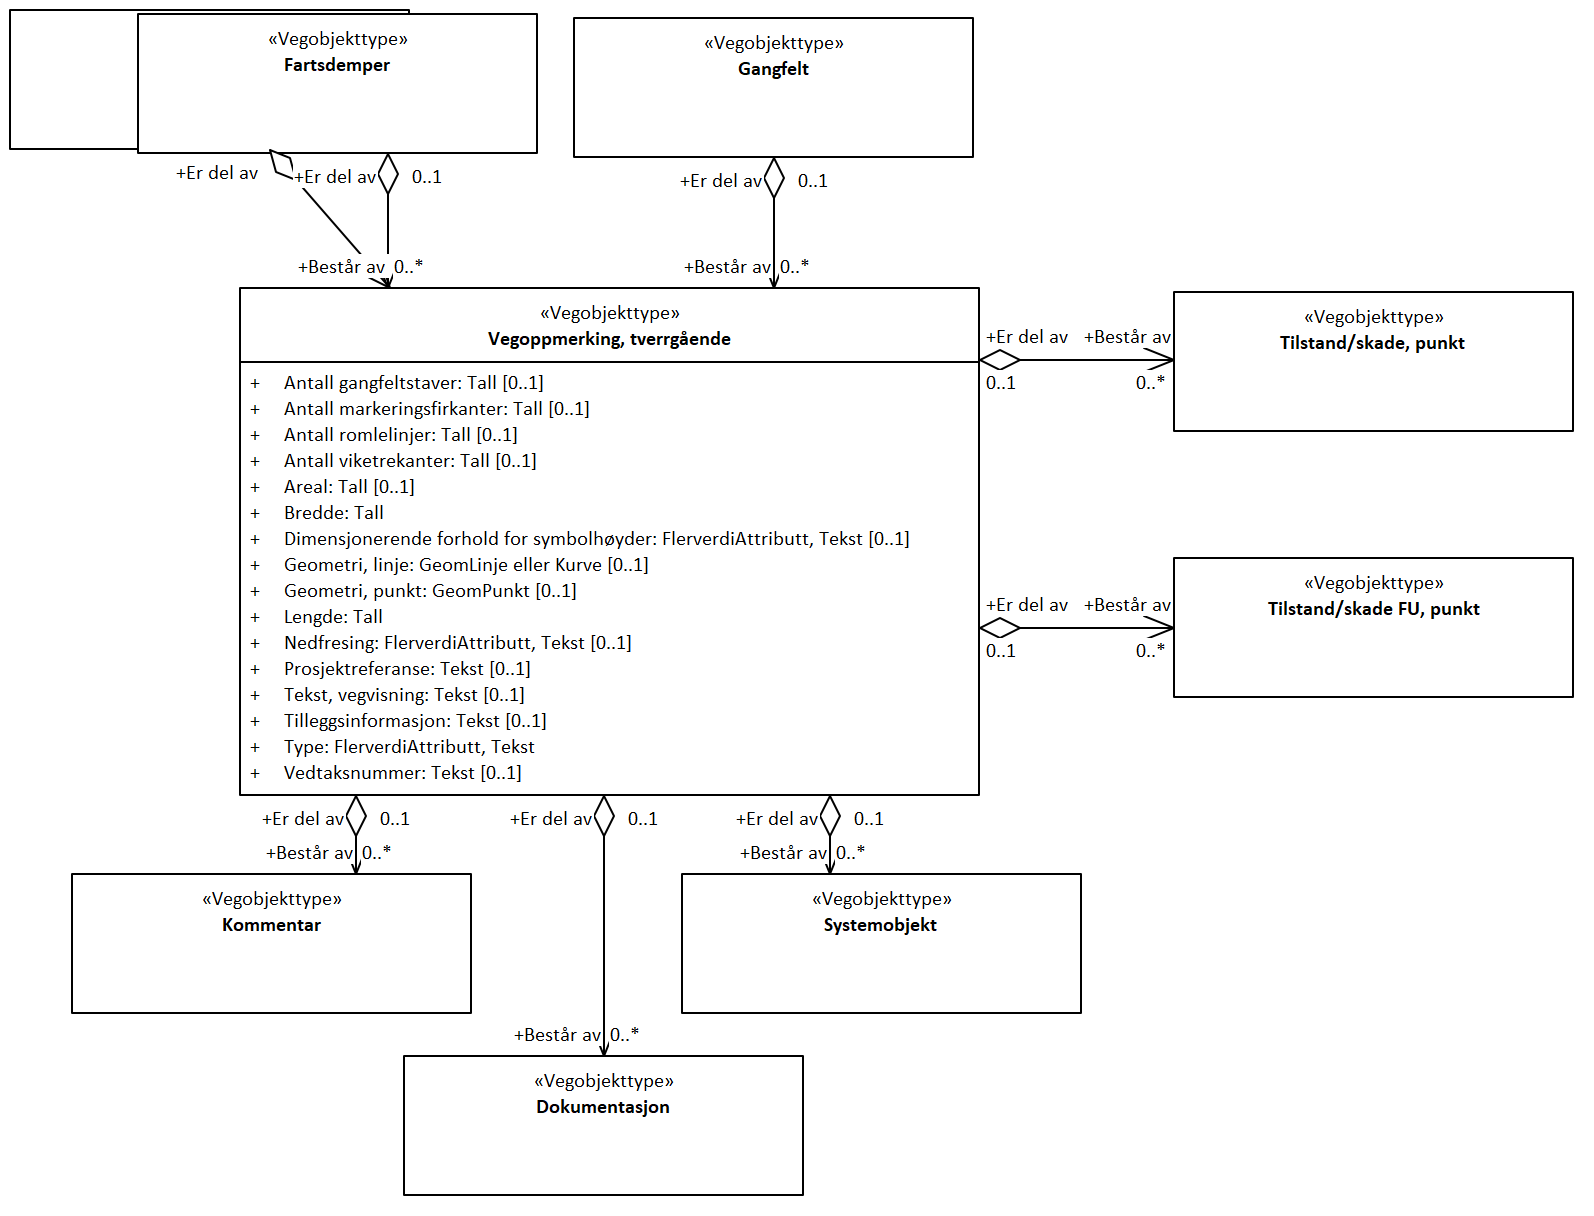 «Vegobjekttype»
Fartsdemper
«Vegobjekttype»
Gangfelt
+Er del av
+Er del av
0..1
+Er del av
0..1
+Består av
0..*
+Består av
0..*
«Vegobjekttype»
Vegoppmerking, tverrgående
+ Antall gangfeltstaver: Tall [0..1]
+ Antall markeringsfirkanter: Tall [0..1]
+ Antall romlelinjer: Tall [0..1]
+ Antall viketrekanter: Tall [0..1]
+ Areal: Tall [0..1]
+ Bredde: Tall
+ Dimensjonerende forhold for symbolhøyder: FlerverdiAttributt, Tekst [0..1]
+ Geometri, linje: GeomLinje eller Kurve [0..1]
+ Geometri, punkt: GeomPunkt [0..1]
+ Lengde: Tall
+ Nedfresing: FlerverdiAttributt, Tekst [0..1]
+ Prosjektreferanse: Tekst [0..1]
+ Tekst, vegvisning: Tekst [0..1]
+ Tilleggsinformasjon: Tekst [0..1]
+ Type: FlerverdiAttributt, Tekst
+ Vedtaksnummer: Tekst [0..1]
+Er del av
+Består av
0..1
0..*
«Vegobjekttype»
Tilstand/skade, punkt
+Er del av
+Består av
0..1
0..*
«Vegobjekttype»
Tilstand/skade FU, punkt
+Er del av
0..1
+Er del av
0..1
+Er del av
0..1
+Består av
0..*
+Består av
0..*
«Vegobjekttype»
Kommentar
«Vegobjekttype»
Systemobjekt
+Består av
0..*
«Vegobjekttype»
Dokumentasjon